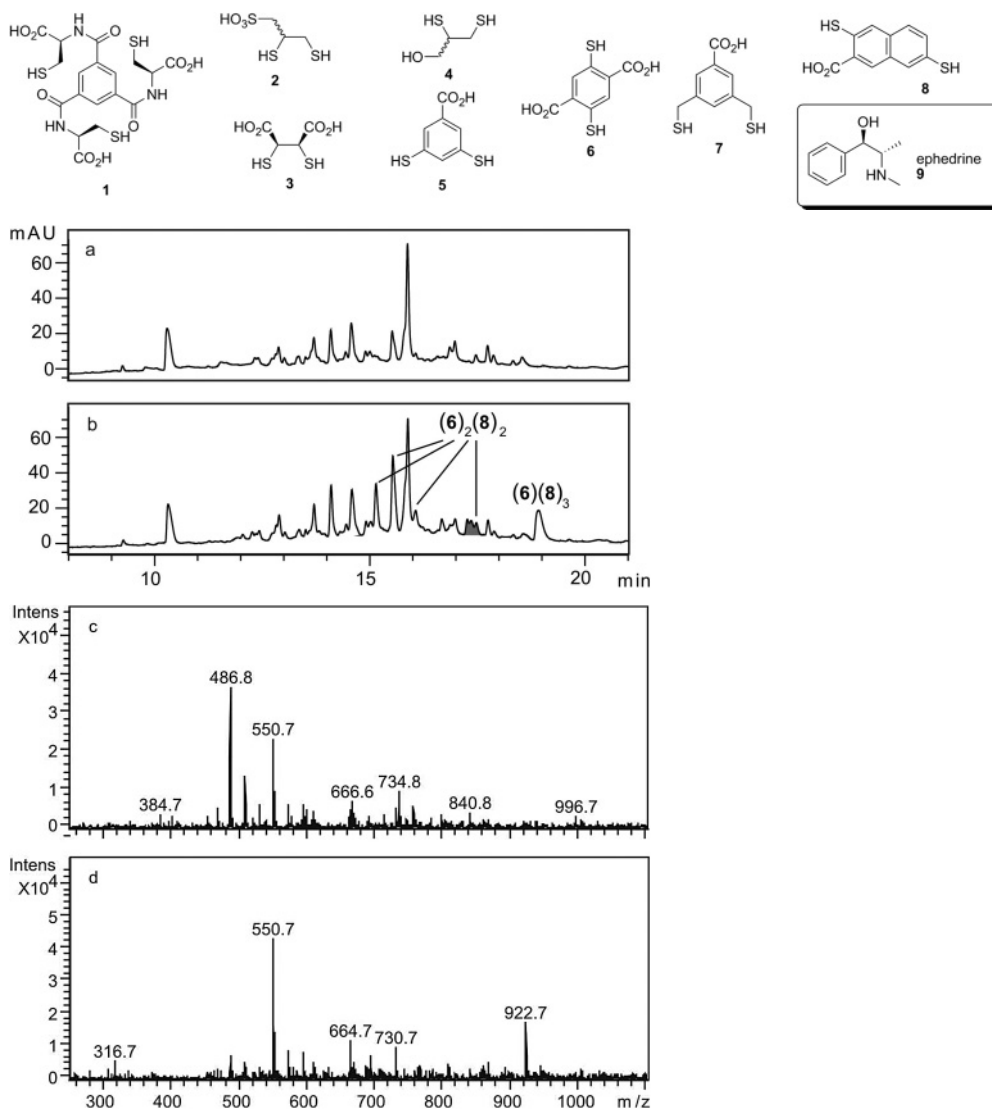 HO₂C H N O
SH O
SH CO₂H
NH
O O
HN SH
CO₂H
1
HO₃S
HS SH
2
HO₂C CO₂H
HS SH
3
HS SH
HO
4
CO₂H
HS SH
5
SH
CO₂H
HO₂C
SH
6
CO₂H
SH SH
7
HS
HO₂C SH
8
OH
HN
ephedrine
9
mAU
a
60
40
20
0
b
(6)₂(8)₂
(6)(8)₃
60
40
20
0
10 15 20 min
Intens
X10⁴
c
4
3
2
1
0
384.7 486.8 550.7 666.6 734.8 840.8 996.7
Intens
X10⁴
d
5
4
3
2
1
0
316.7 550.7 664.7 730.7 922.7
300 400 500 600 700 800 900 1000 m/z